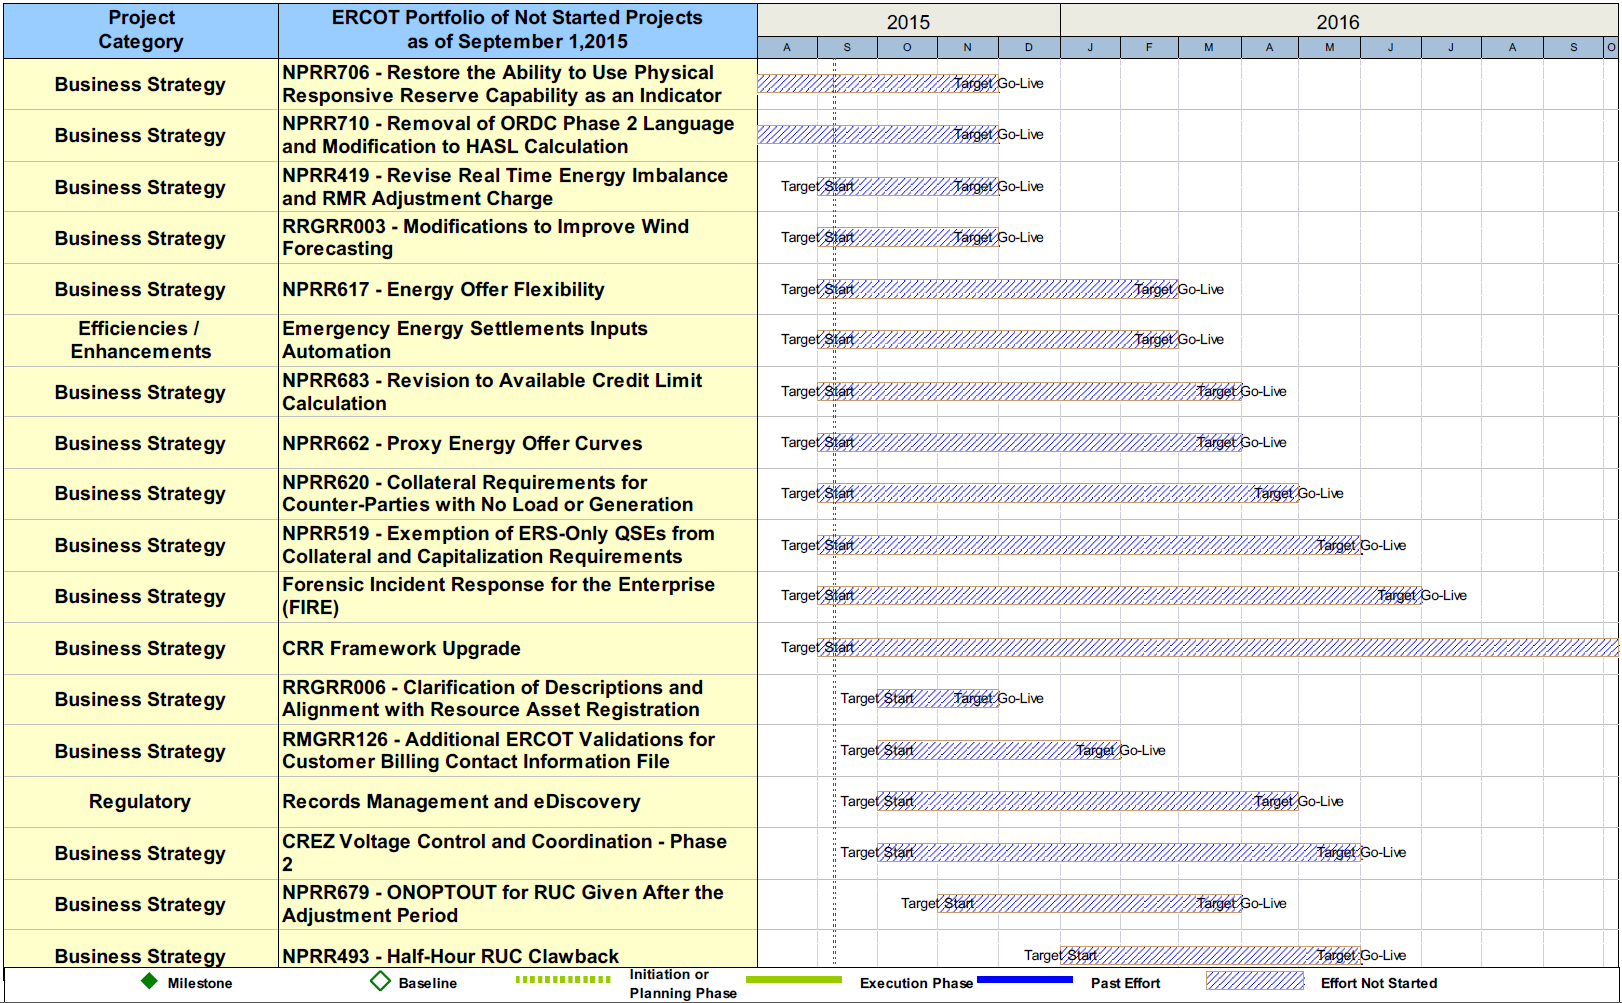 Project
Category
ERCOT Portfolio of Not Started Projects
as of September 1,2015
2015
2016
A S O N D J F M A M J J A S O
Business Strategy
NPRR706 - Restore the Ability to Use Physical
Responsive Reserve Capability as an Indicator
Target Go-Live
Business Strategy
NPRR710 - Removal of ORDC Phase 2 Language
and Modification to HASL Calculation
Target Go-Live
Business Strategy
NPRR419 - Revise Real Time Energy Imbalance
and RMR Adjustment Charge
Target Start Target Go-Live
Business Strategy
RRGRR003 - Modifications to Improve Wind
Forecasting
Target Start Target Go-Live
Business Strategy
NPRR617 - Energy Offer Flexibility
Target Start Target Go-Live
Efficiencies /
Enhancements
Emergency Energy Settlements Inputs
Automation
Target Start Target Go-Live
Business Strategy
NPRR683 - Revision to Available Credit Limit
Calculation
Target Start Target Go-Live
Business Strategy
NPRR662 - Proxy Energy Offer Curves
Target Start Target Go-Live
Business Strategy
NPRR620 - Collateral Requirements for
Counter-Parties with No Load or Generation
Target Start Target Go-Live
Business Strategy
NPRR519 - Exemption of ERS-Only QSEs from
Collateral and Capitalization Requirements
Target Start Target Go-Live
Business Strategy
Forensic Incident Response for the Enterprise
(FIRE)
Target Start Target Go-Live
Business Strategy
CRR Framework Upgrade
Target Start
Business Strategy
RRGRR006 - Clarification of Descriptions and
Alignment with Resource Asset Registration
Target Start Target Go-Live
Business Strategy
RMGRR126 - Additional ERCOT Validations for
Customer Billing Contact Information File
Target Start Target Go-Live
Regulatory
Records Management and eDiscovery
Target Start Target Go-Live
Business Strategy
CREZ Voltage Control and Coordination - Phase
2
Target Start Target Go-Live
Business Strategy
NPRR679 - ONOPTOUT for RUC Given After the
Adjustment Period
Target Start Target Go-Live
Business Strategy
NPRR493 - Half-Hour RUC Clawback
Target Start Target Go-Live
Milestone
Baseline
Initiation or
Planning Phase
Execution Phase
Past Effort
Effort Not Started